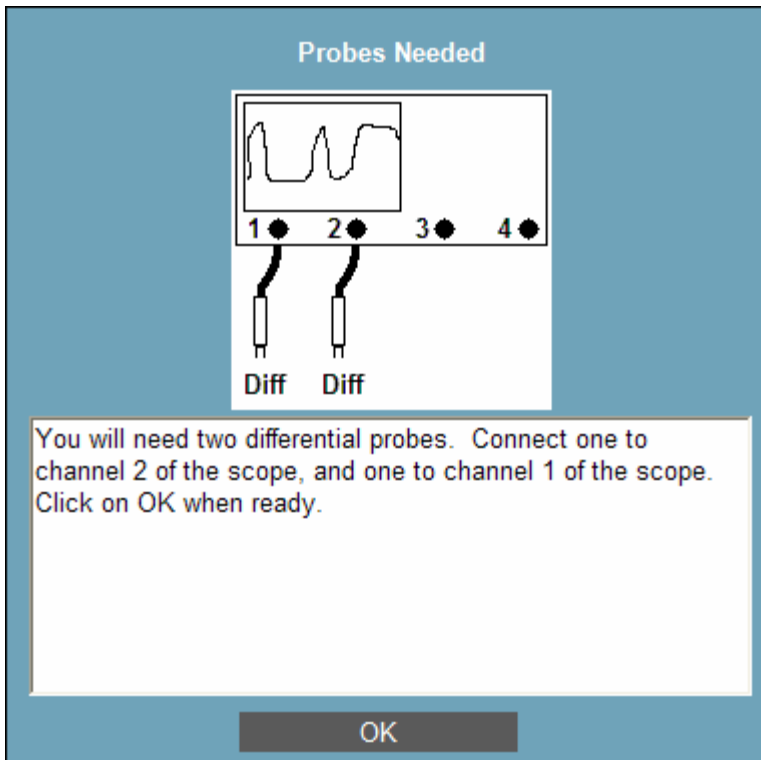 Probes Needed
1 2 3 4
Diff Diff
You will need two differential probes.  Connect one to
channel 2 of the scope, and one to channel 1 of the scope.
Click on OK when ready.
OK